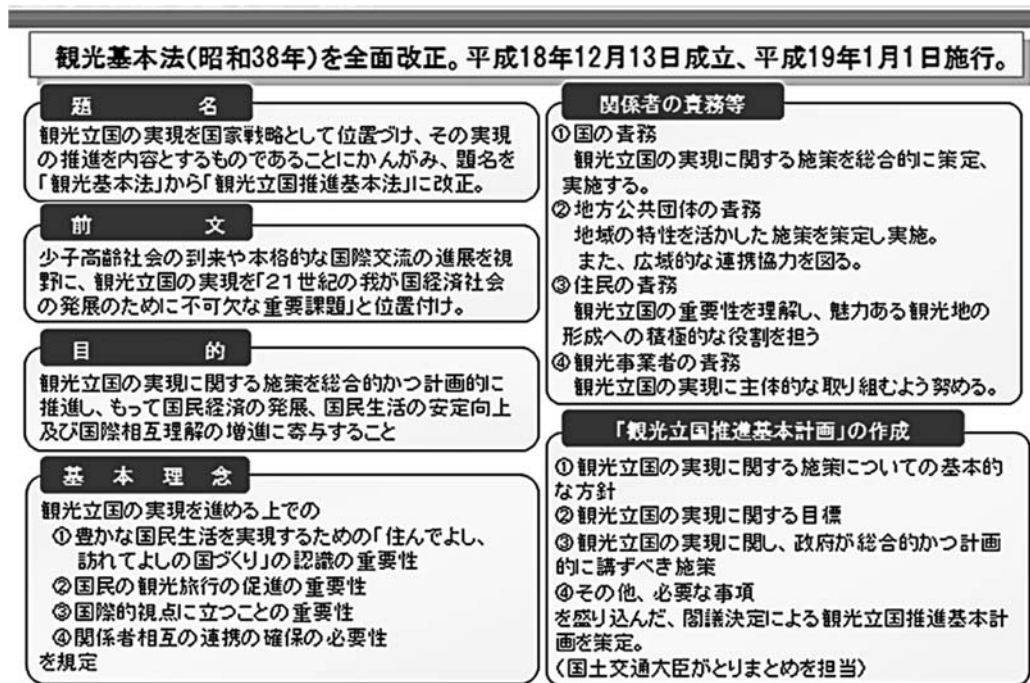 観光基本法(昭和38年)を全面改正。平成18年12月13日成立、平成19年1月1日施行。
題 名
観光立国の実現を国家戦略として位置づけ、その実現
の推進を内容とするものであることにかんがみ、題名を
「観光基本法」から「観光立国推進基本法」に改正。
前 文
少子高齢社会の到来や本格的な国際交流の進展を視
野に、観光立国の実現を「21世紀の我が国経済社会
の発展のために不可欠な重要課題」と位置付け。
目 的
観光立国の実現に関する施策を総合的かつ計画的に
推進し、もって国民経済の発展、国民生活の安定向上
及び国際相互理解の増進に寄与すること
基 本 理 念
観光立国の実現を進める上での
①豊かな国民生活を実現するための「住んでよし、
訪れてよしの国づくり」の認識の重要性
②国民の観光旅行の促進の重要性
③国際的視点に立つことの重要性
④関係者相互の連携の確保の必要性
を規定
関係者の責務等
①国の責務
観光立国の実現に関する施策を総合的に策定、
実施する。
②地方公共団体の責務
地域の特性を活かした施策を策定し実施。
また、広域的な連携協力を図る。
③住民の責務
観光立国の重要性を理解し、魅力ある観光地の
形成への積極的な役割を担う
④観光事業者の責務
観光立国の実現に主体的な取り組むよう努める。
「観光立国推進基本計画」の作成
①観光立国の実現に関する施策についての基本的
な方針
②観光立国の実現に関する目標
③観光立国の実現に関し、政府が総合的かつ計画
的に講ずべき施策
④その他、必要な事項
を盛り込んだ、閣議決定による観光立国推進基本計
画を策定。
〈国土交通大臣がとりまとめを担当〉